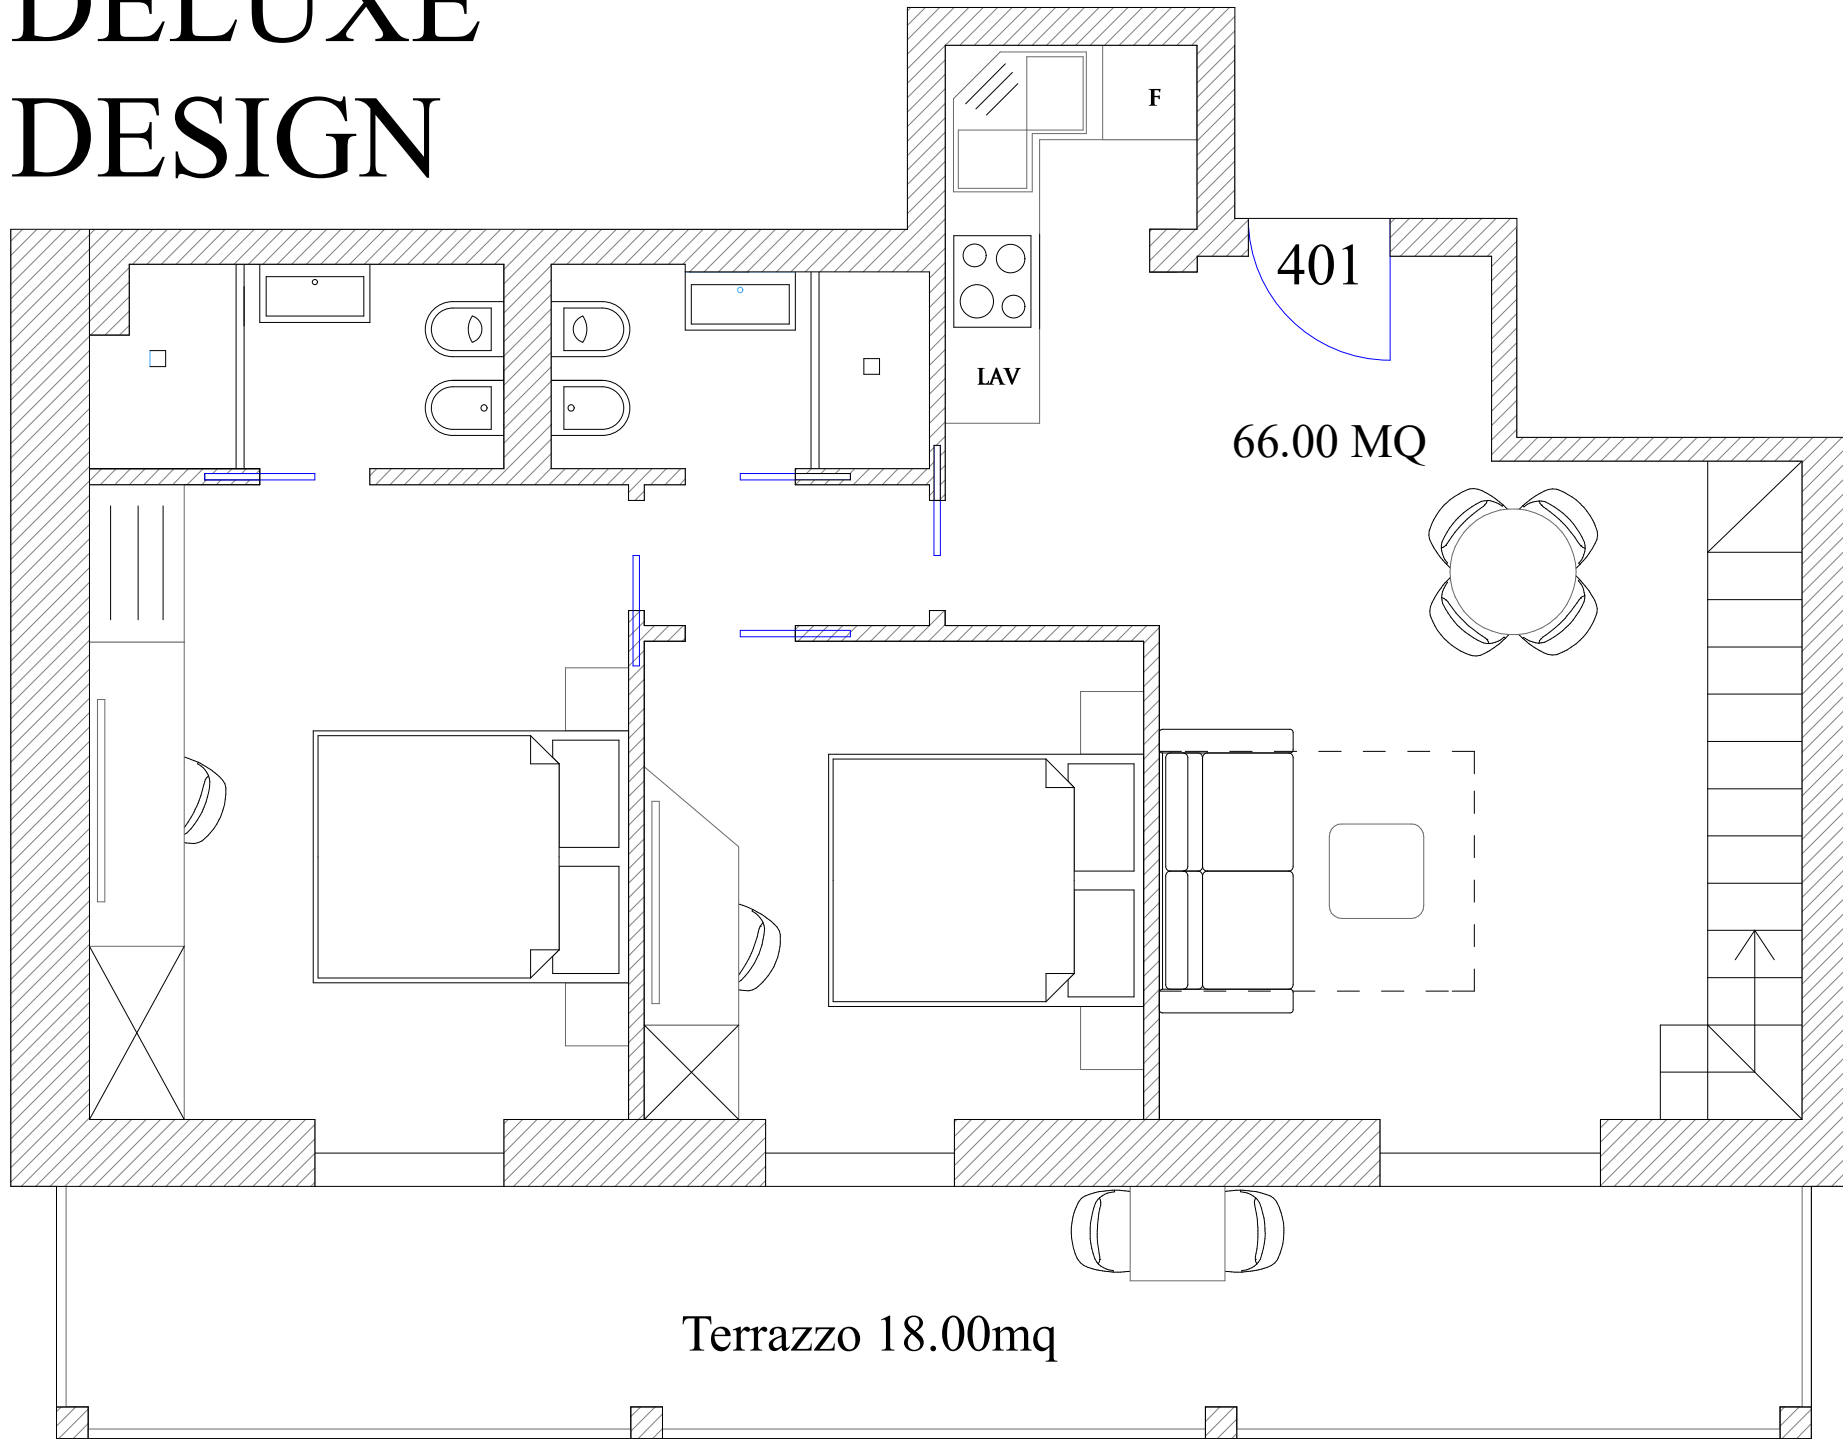 DELUXE
DESIGN
F
401
LAV
66.00 MQ
Terrazzo 18.00mq